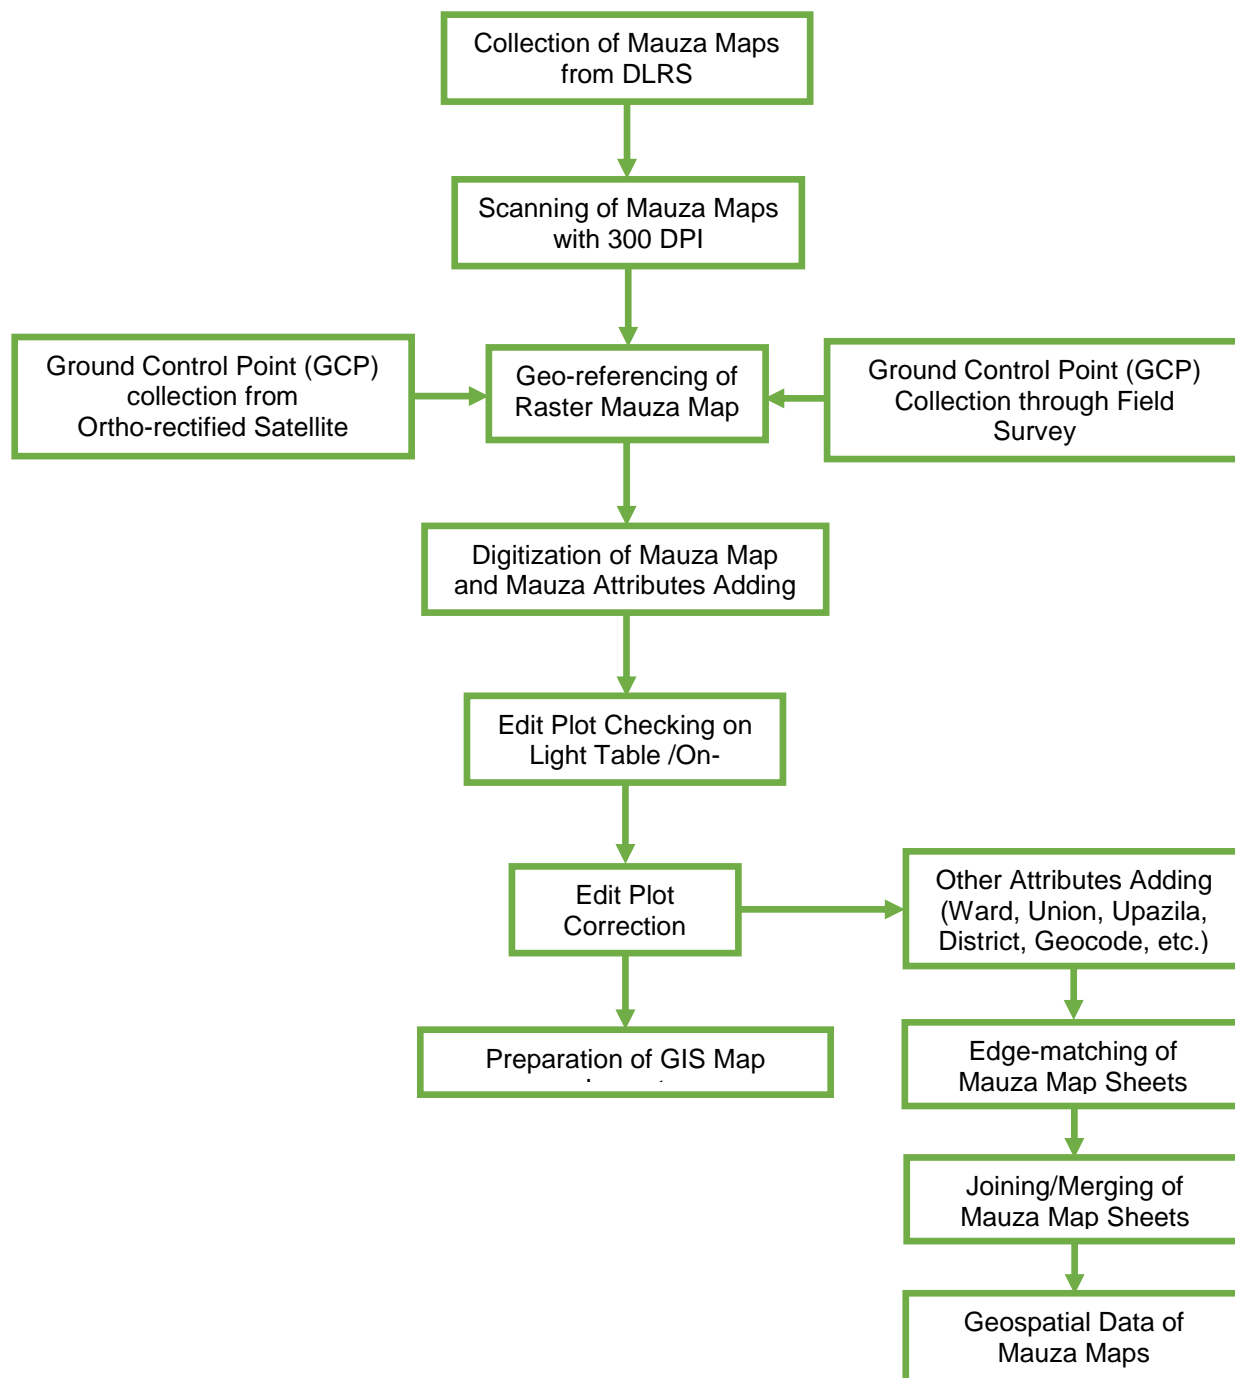 Collection of Mauza Maps
from DLRS
Scanning of Mauza Maps
with 300 DPI
Ground Control Point (GCP)
collection from
Ortho-rectified Satellite
Geo-referencing of
Raster Mauza Map
Ground Control Point (GCP)
Collection through Field
Survey
Digitization of Mauza Map
and Mauza Attributes Adding
Edit Plot Checking on
Light Table /On-
Edit Plot
Correction
Other Attributes Adding
(Ward, Union, Upazila,
District, Geocode, etc.)
Preparation of GIS Map
Edge-matching of
Mauza Map Sheets
Joining/Merging of
Mauza Map Sheets
Geospatial Data of
Mauza Maps